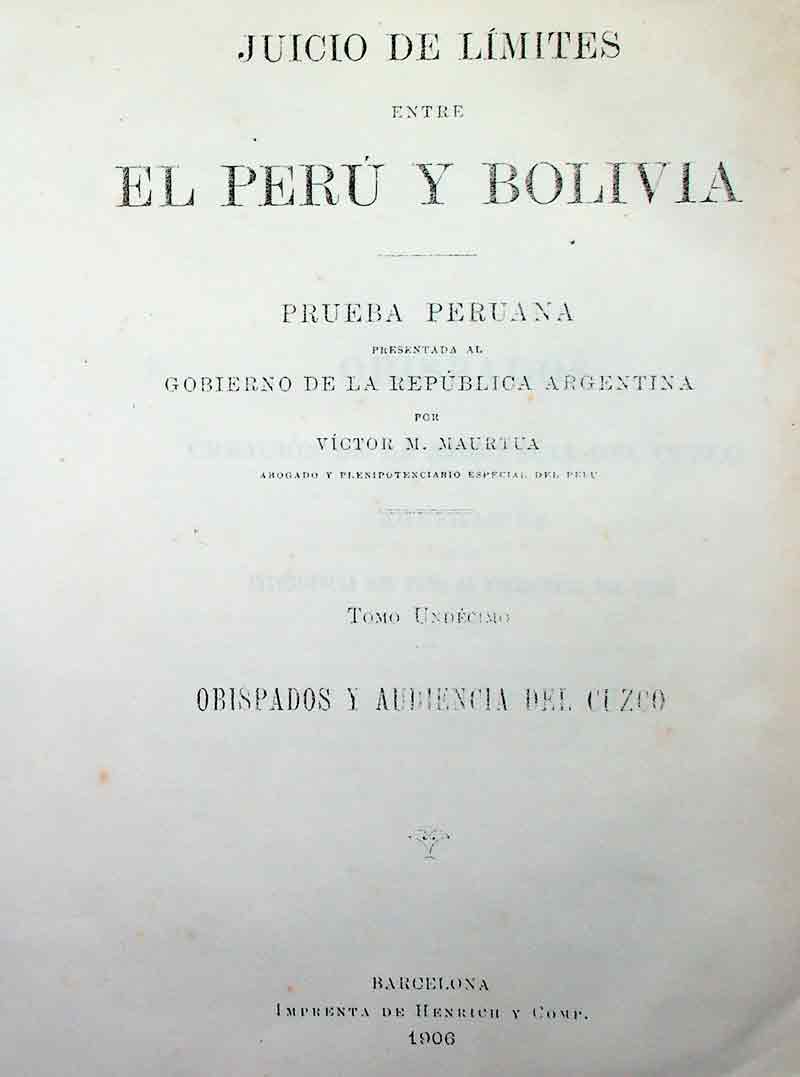 JUICIO DE LÍMITES
ENTRE
EL PERÚ Y BOLIVIA
PRUEBA PERUANA
PRESENTADA AL
GOBIERNO DE LA REPÚBLICA ARGENTINA
POR
VÍCTOR M. MAURTUA
ABOGADO Y PLENIPOTENCIARIO ESPECIAL DEL PERÚ
TOMO UNDÉCIMO
OBISPADOS Y AUDIENCIA DEL CUZCO
BARCELONA
IMPRENTA DE HENRICH Y COMP.
1906